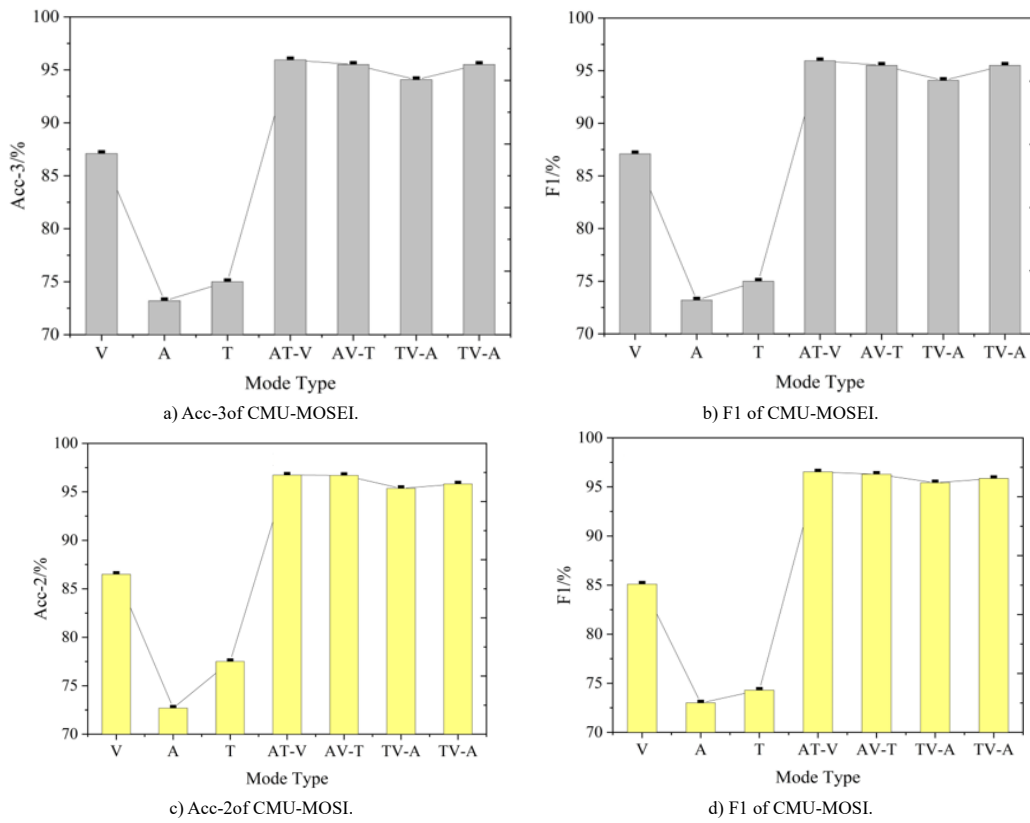 100
95
90
85
80
75
70
Acc-3/%
V A T AT-V AV-T TV-A TV-A
Mode Type
a) Acc-3of CMU-MOSEI.
100
95
90
85
80
75
70
F1/%
V A T AT-V AV-T TV-A TV-A
Mode Type
b) F1 of CMU-MOSEI.
100
95
90
85
80
75
70
Acc-2/%
V A T AT-V AV-T TV-A TV-A
Mode Type
c) Acc-2of CMU-MOSI.
100
95
90
85
80
75
70
F1/%
V A T AT-V AV-T TV-A TV-A
Mode Type
d) F1 of CMU-MOSI.